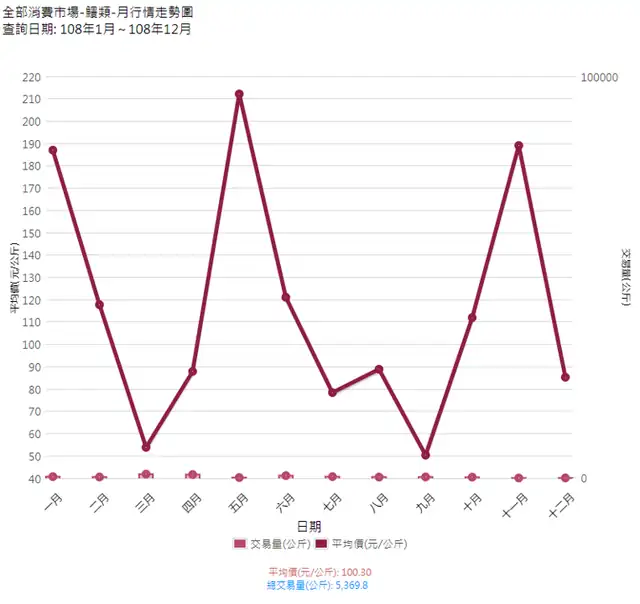 全部消費市場-鱰類-月行情走勢圖
查詢日期: 108年1月 ~ 108年12月
220
210
200
190
180
170
160
150
140
130
120
110
100
90
80
70
60
50
40
平均價(元/公斤)
100000
0
交易量(公斤)
一月
二月
三月
四月
五月
六月
七月
八月
九月
十月
十一月
十二月
日期
交易量(公斤) 平均價(元/公斤)
平均價(元/公斤): 100.30
總交易量(公斤): 5,369.8